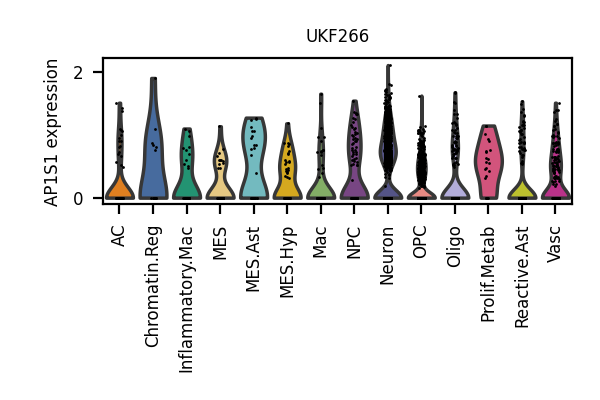 UKF266
AP1S1 expression
2
0
AC
Chromatin.Reg
Inflammatory.Mac
MES
MES.Ast
MES.Hyp
Mac
NPC
Neuron
OPC
Oligo
Prolif.Metab
Reactive.Ast
Vasc